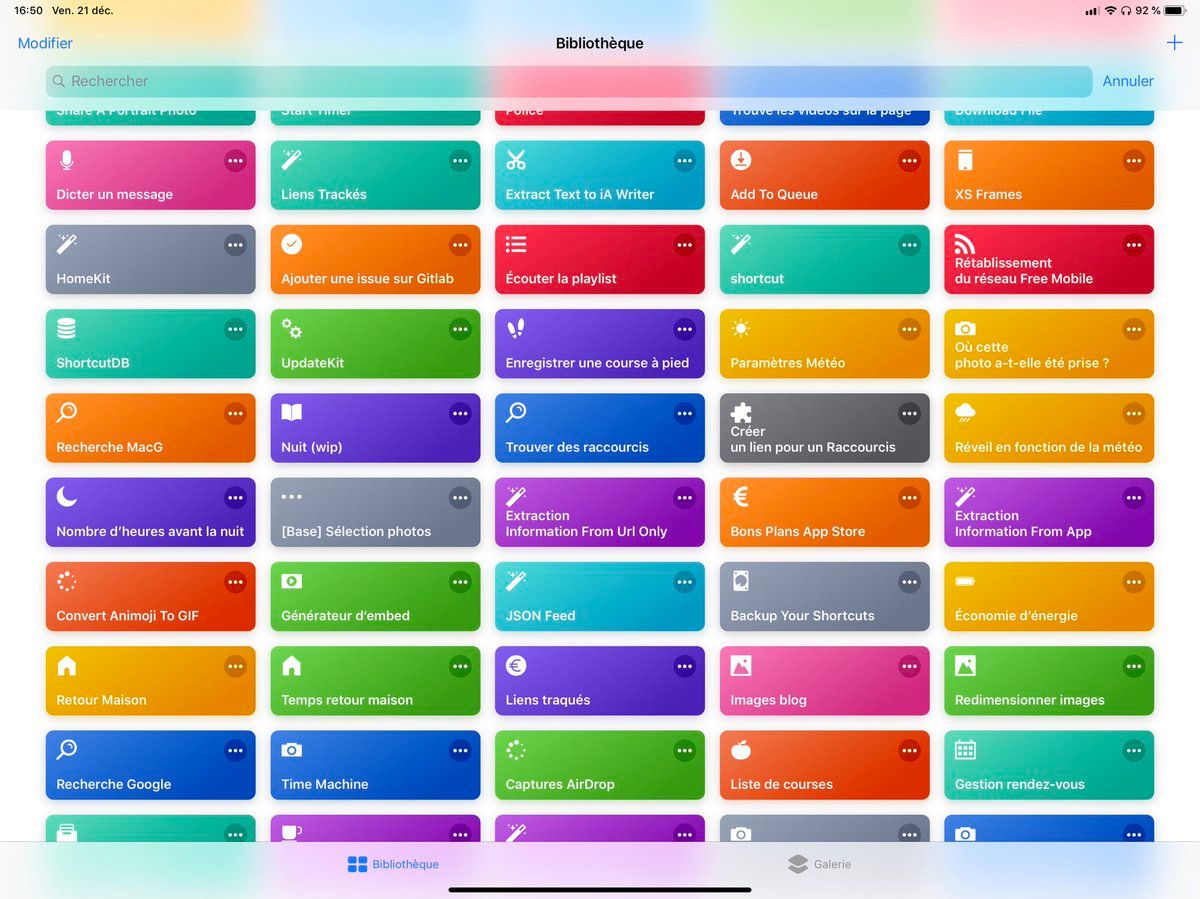 16:50 Ven. 21 déc.
92 %
Modifier
Bibliothèque
Rechercher
Annuler
Share A Portrait Photo
Start Timer
Police
Trouve les vidéos sur la page
Download File
Dicter un message
Liens Trackés
Extract Text to iA Writer
Add To Queue
XS Frames
HomeKit
Ajouter une issue sur Gitlab
Écouter la playlist
shortcut
Rétablissement
du réseau Free Mobile
ShortcutDB
UpdateKit
Enregistrer une course à pied
Paramètres Météo
Où cette
photo a-t-elle été prise ?
Recherche MacG
Nuit (wip)
Trouver des raccourcis
Créer
un lien pour un Raccourcis
Réveil en fonction de la météo
Nombre d’heures avant la nuit
[Base] Sélection photos
Extraction
Information From Url Only
Bons Plans App Store
Extraction
Information From App
Convert Animoji To GIF
Générateur d’embed
JSON Feed
Backup Your Shortcuts
Économie d’énergie
Retour Maison
Temps retour maison
Liens traqués
Images blog
Redimensionner images
Recherche Google
Time Machine
Captures AirDrop
Liste de courses
Gestion rendez-vous
Bibliothèque
Galerie